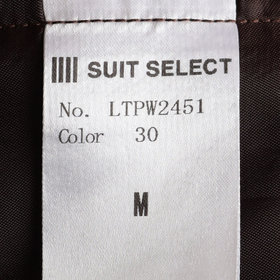 SUIT SELECT
No. LTPW2451
Color 30
M